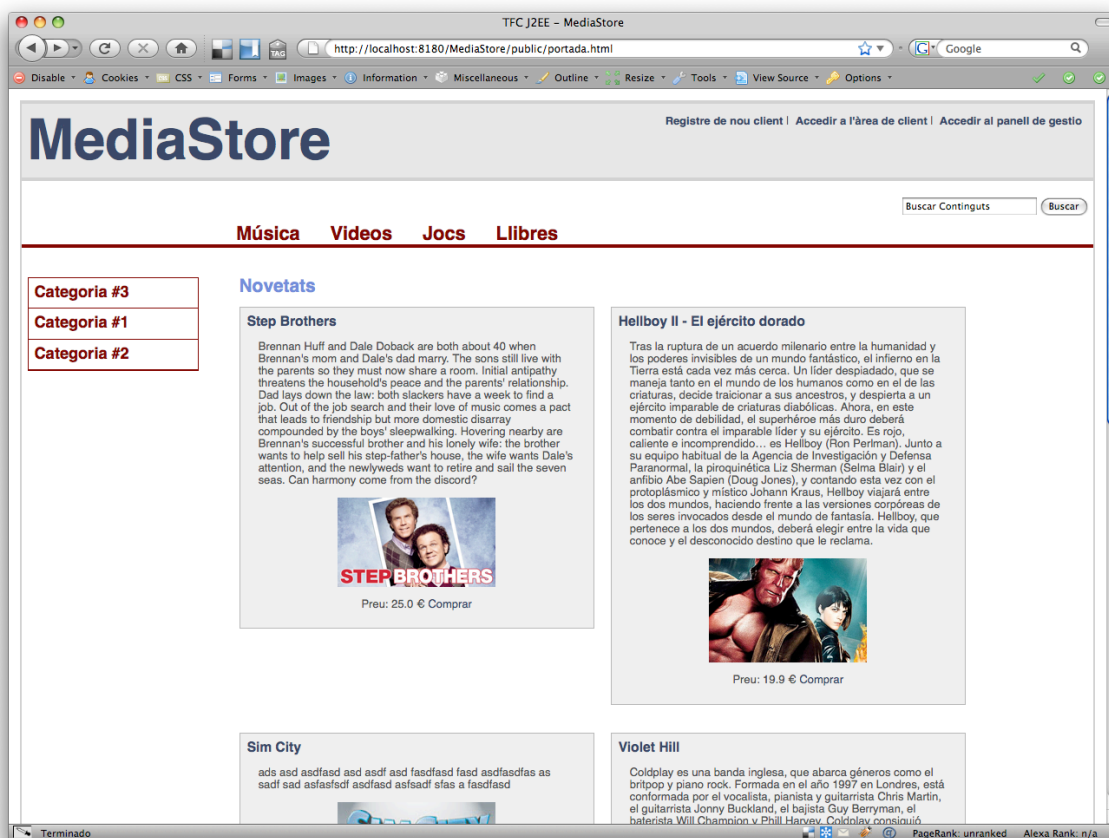 TFC J2EE – MediaStore
http://localhost:8180/MediaStore/public/portada.html
Google
TAG
Disable Cookies CSS Forms Images Information Miscellaneous Outline Resize Tools View Source Options
MediaStore
Registre de nou client | Accedir a l'àrea de client | Accedir al panell de gestio
Buscar Continguts Buscar
Música Videos Jocs Llibres
Categoria #3
Categoria #1
Categoria #2
Novetats
Step Brothers
Brennan Huff and Dale Doback are both about 40 when
Brennan's mom and Dale's dad marry. The sons still live with
the parents so they must now share a room. Initial antipathy
threatens the household's peace and the parents' relationship.
Dad lays down the law: both slackers have a week to find a
job. Out of the job search and their love of music comes a pact
that leads to friendship but more domestic disarray
compounded by the boys' sleepwalking. Hovering nearby are
Brennan's successful brother and his lonely wife: the brother
wants to help sell his step-father's house, the wife wants Dale's
attention, and the newlyweds want to retire and sail the seven
seas. Can harmony come from the discord?
STEP BROTHERS
Preu: 25.0 € Comprar
Hellboy II - El ejército dorado
Tras la ruptura de un acuerdo milenario entre la humanidad y
los poderes invisibles de un mundo fantástico, el infierno en la
Tierra está cada vez más cerca. Un líder despiadado, que se
maneja tanto en el mundo de los humanos como en el de las
criaturas, decide traicionar a sus ancestros, y despierta a un
ejército imparable de criaturas diabólicas. Ahora, en este
momento de debilidad, el superhéroe más duro deberá
combatir contra el imparable líder y su ejército. Es rojo,
caliente e incomprendido… es Hellboy (Ron Perlman). Junto a
su equipo habitual de la Agencia de Investigación y Defensa
Paranormal, la piroquinética Liz Sherman (Selma Blair) y el
anfibio Abe Sapien (Doug Jones), y contando esta vez con el
protoplásmico y místico Johann Kraus, Hellboy viajará entre
los dos mundos, haciendo frente a las versiones corpóreas de
los seres invocados desde el mundo de fantasía. Hellboy, que
pertenece a los dos mundos, deberá elegir entre la vida que
conoce y el desconocido destino que le reclama.
Preu: 19.9 € Comprar
Sim City
ads asd asdfasd asd asdf asd fasdfasd fasd asdfasdfas as
sadf sad asfasfsdf asdfasd asfsadf sfas a fasdfasd
Violet Hill
Coldplay es una banda inglesa, que abarca géneros como el
britpop y piano rock. Formada en el año 1997 en Londres, está
conformada por el vocalista, pianista y guitarrista Chris Martin,
el guitarrista Jonny Buckland, el bajista Guy Berryman, el
baterista Will Champion y Phill Harvey. Coldplay consiguió
Terminado
PageRank: unranked Alexa Rank: n/a